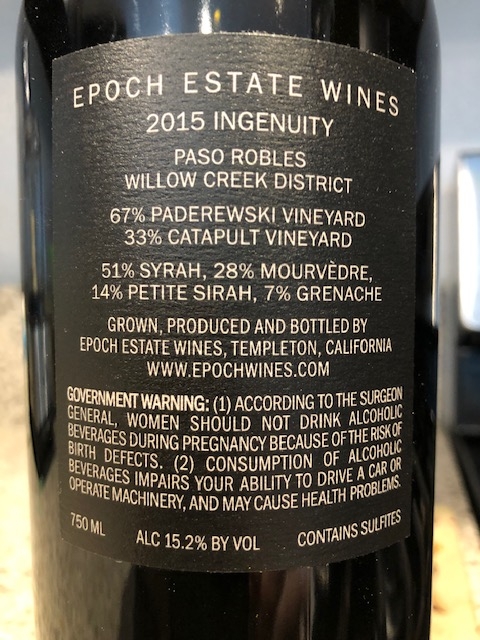 EPOCH ESTATE WINES
2015 INGENUITY
PASO ROBLES
WILLOW CREEK DISTRICT
67% PADEREWSKI VINEYARD
33% CATAPULT VINEYARD
51% SYRAH, 28% MOURVÈDRE,
14% PETITE SIRAH, 7% GRENACHE
GROWN, PRODUCED AND BOTTLED BY
EPOCH ESTATE WINES, TEMPLETON, CALIFORNIA
WWW.EPOCHWINES.COM
GOVERNMENT WARNING: (1) ACCORDING TO THE SURGEON
GENERAL, WOMEN SHOULD NOT DRINK ALCOHOLIC
BEVERAGES DURING PREGNANCY BECAUSE OF THE RISK OF
BIRTH DEFECTS. (2) CONSUMPTION OF ALCOHOLIC
BEVERAGES IMPAIRS YOUR ABILITY TO DRIVE A CAR OR
OPERATE MACHINERY, AND MAY CAUSE HEALTH PROBLEMS.
750 ML ALC 15.2% BY VOL CONTAINS SULFITES